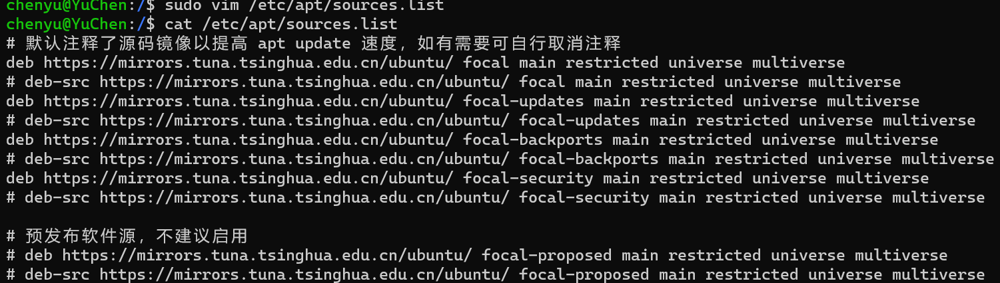 chenyu@YuChen:/$ sudo vim /etc/apt/sources.list
chenyu@YuChen:/$ cat /etc/apt/sources.list
# 默认注释了源码镜像以提高 apt update 速度，如有需要可自行取消注释
deb https://mirrors.tuna.tsinghua.edu.cn/ubuntu/ focal main restricted universe multiverse
# deb-src https://mirrors.tuna.tsinghua.edu.cn/ubuntu/ focal main restricted universe multiverse
deb https://mirrors.tuna.tsinghua.edu.cn/ubuntu/ focal-updates main restricted universe multiverse
# deb-src https://mirrors.tuna.tsinghua.edu.cn/ubuntu/ focal-updates main restricted universe multiverse
deb https://mirrors.tuna.tsinghua.edu.cn/ubuntu/ focal-backports main restricted universe multiverse
# deb-src https://mirrors.tuna.tsinghua.edu.cn/ubuntu/ focal-backports main restricted universe multiverse
deb https://mirrors.tuna.tsinghua.edu.cn/ubuntu/ focal-security main restricted universe multiverse
# deb-src https://mirrors.tuna.tsinghua.edu.cn/ubuntu/ focal-security main restricted universe multiverse
# 预发布软件源，不建议启用
# deb https://mirrors.tuna.tsinghua.edu.cn/ubuntu/ focal-proposed main restricted universe multiverse
# deb-src https://mirrors.tuna.tsinghua.edu.cn/ubuntu/ focal-proposed main restricted universe multiverse